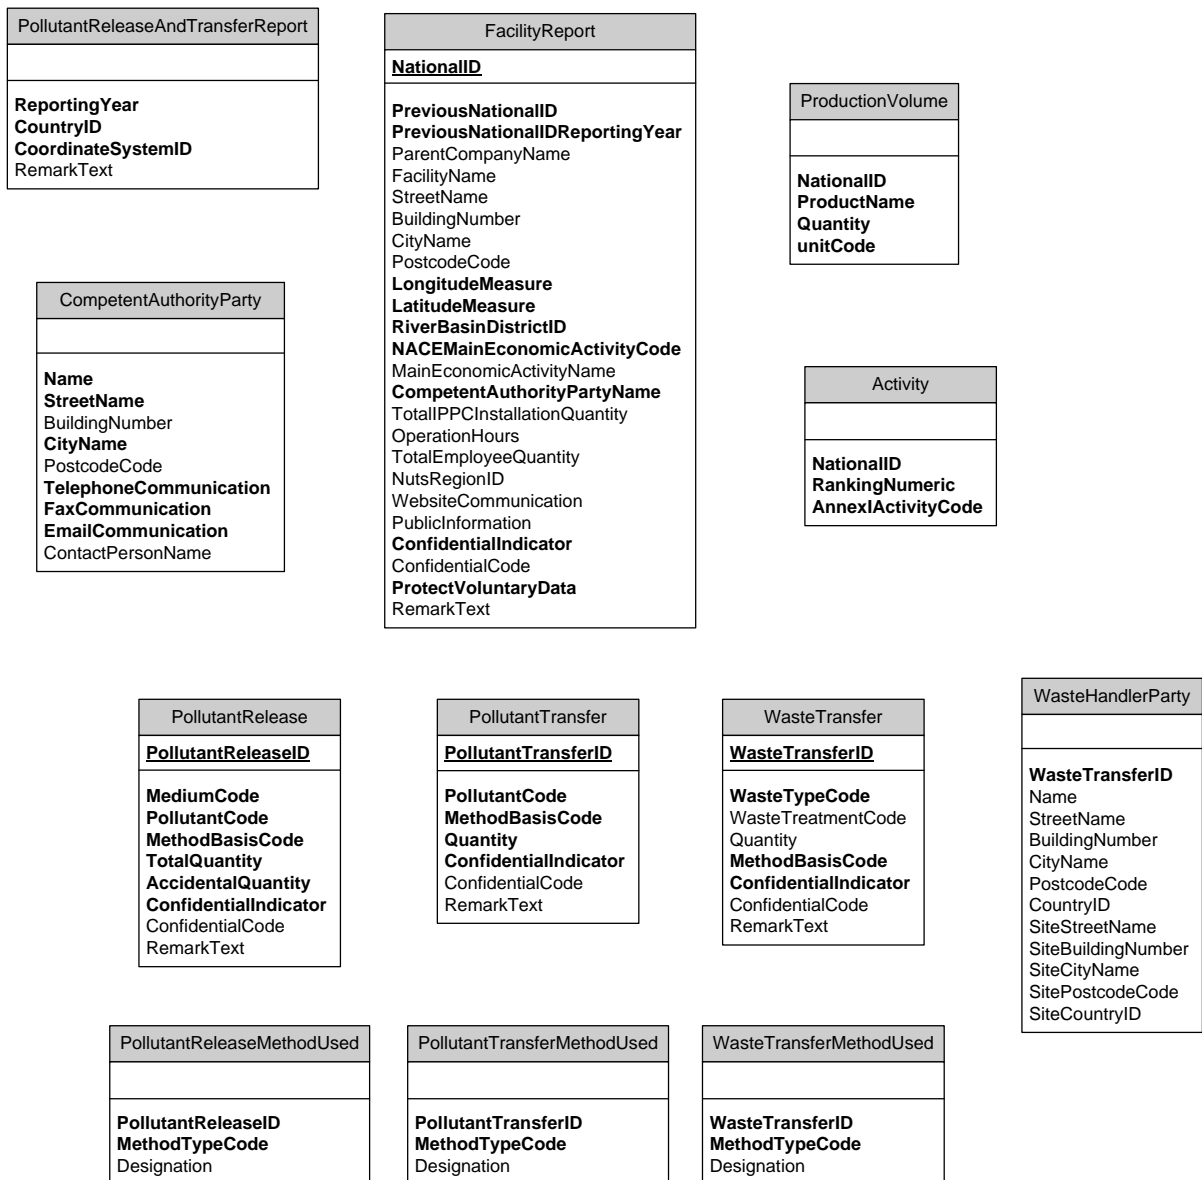 PollutantReleaseAndTransferReport
ReportingYear
CountryID
CoordinateSystemID
RemarkText
FacilityReport
NationalID
PreviousNationalID
PreviousNationalIDReportingYear
ParentCompanyName
FacilityName
StreetName
BuildingNumber
CityName
PostcodeCode
LongitudeMeasure
LatitudeMeasure
RiverBasinDistrictID
NACEMainEconomicActivityCode
MainEconomicActivityName
CompetentAuthorityPartyName
TotalIPPCInstallationQuantity
OperationHours
TotalEmployeeQuantity
NutsRegionID
WebsiteCommunication
PublicInformation
ConfidentialIndicator
ConfidentialCode
ProtectVoluntaryData
RemarkText
ProductionVolume
NationalID
ProductName
Quantity
unitCode
CompetentAuthorityParty
Name
StreetName
BuildingNumber
CityName
PostcodeCode
TelephoneCommunication
FaxCommunication
EmailCommunication
ContactPersonName
Activity
NationalID
RankingNumeric
AnnexIActivityCode
PollutantRelease
PollutantReleaseID
MediumCode
PollutantCode
MethodBasisCode
TotalQuantity
AccidentalQuantity
ConfidentialIndicator
ConfidentialCode
RemarkText
PollutantTransfer
PollutantTransferID
PollutantCode
MethodBasisCode
Quantity
ConfidentialIndicator
ConfidentialCode
RemarkText
WasteTransfer
WasteTransferID
WasteTypeCode
WasteTreatmentCode
Quantity
MethodBasisCode
ConfidentialIndicator
ConfidentialCode
RemarkText
WasteHandlerParty
WasteTransferID
Name
StreetName
BuildingNumber
CityName
PostcodeCode
CountryID
SiteStreetName
SiteBuildingNumber
SiteCityName
SitePostcodeCode
SiteCountryID
PollutantReleaseMethodUsed
PollutantReleaseID
MethodTypeCode
Designation
PollutantTransferMethodUsed
PollutantTransferID
MethodTypeCode
Designation
WasteTransferMethodUsed
WasteTransferID
MethodTypeCode
Designation